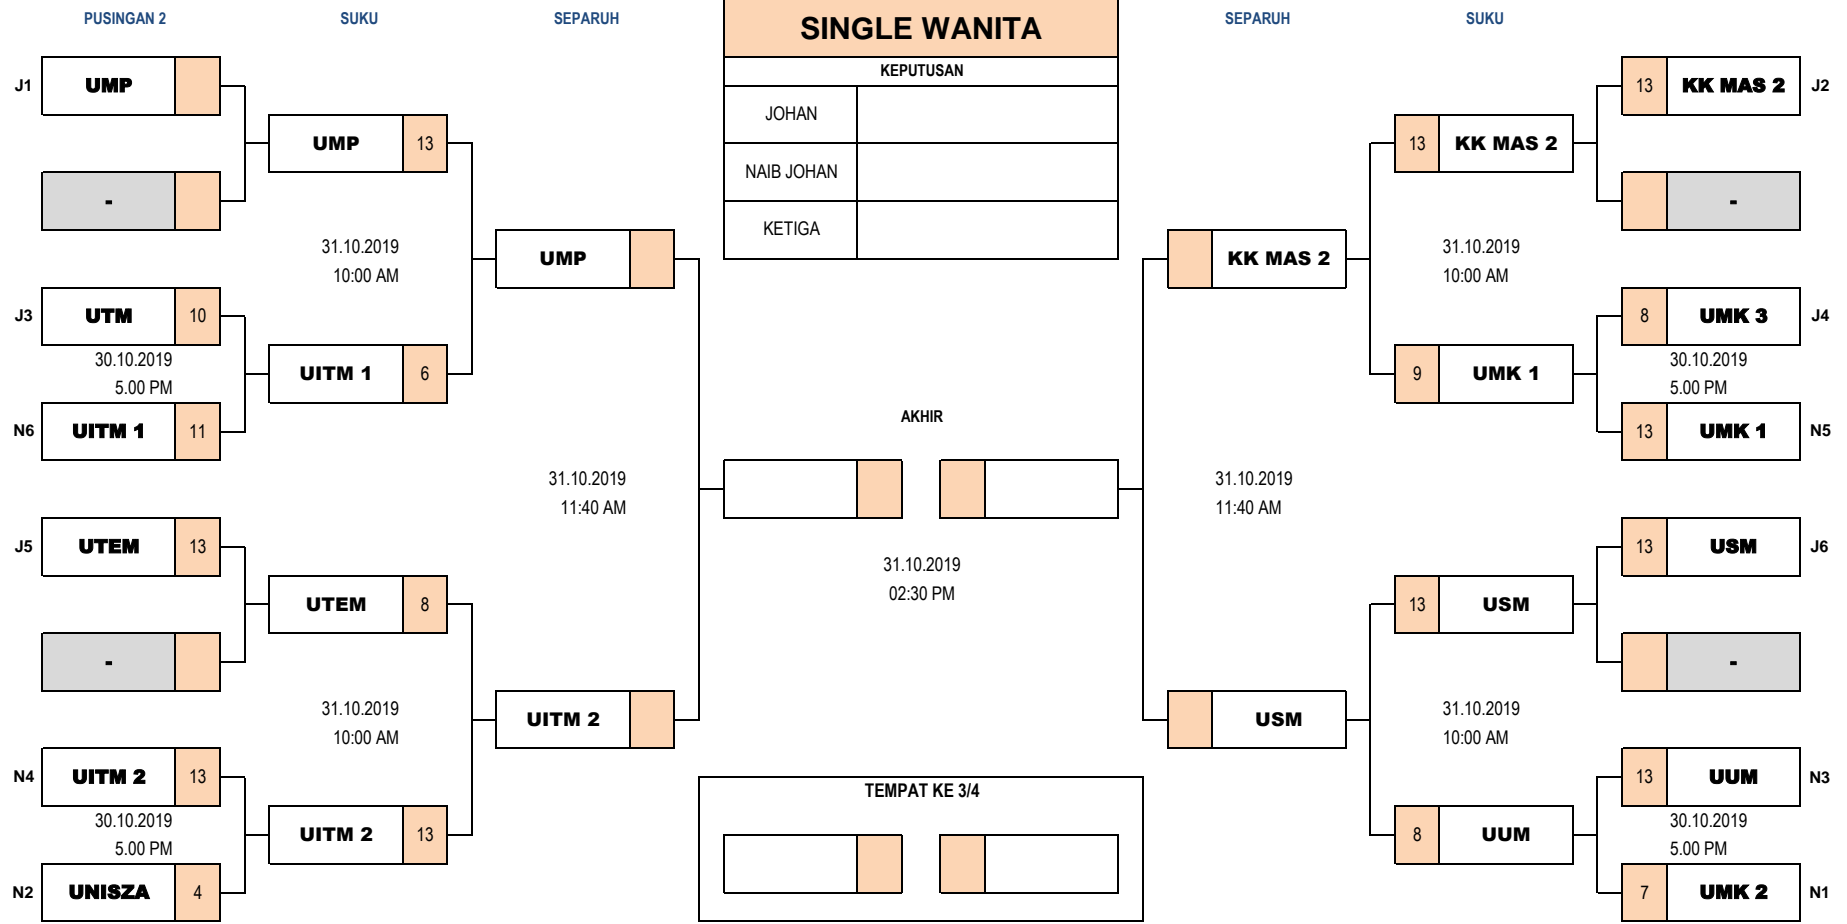 PUSINGAN 2
SUKU
SEPARUH
SINGLE WANITA
SEPARUH
SUKU
KEPUTUSAN
JOHAN
NAIB JOHAN
KETIGA
J1 UMP
UMP 13
-
31.10.2019
10:00 AM
UMP
J3 UTM 10
30.10.2019
5.00 PM
UITM 1 6
N6 UITM 1 11
31.10.2019
11:40 AM
J5 UTEM 13
UTEM 8
-
31.10.2019
10:00 AM
UITM 2
N4 UITM 2 13
30.10.2019
5.00 PM
UITM 2 13
N2 UNISZA 4
AKHIR
31.10.2019
02:30 PM
TEMPAT KE 3/4
13 KK MAS 2 J2
13 KK MAS 2
-
KK MAS 2
31.10.2019
10:00 AM
8 UMK 3 J4
30.10.2019
5.00 PM
9 UMK 1
13 UMK 1 N5
31.10.2019
11:40 AM
13 USM J6
13 USM
-
USM
31.10.2019
10:00 AM
13 UUM N3
30.10.2019
5.00 PM
8 UUM
7 UMK 2 N1